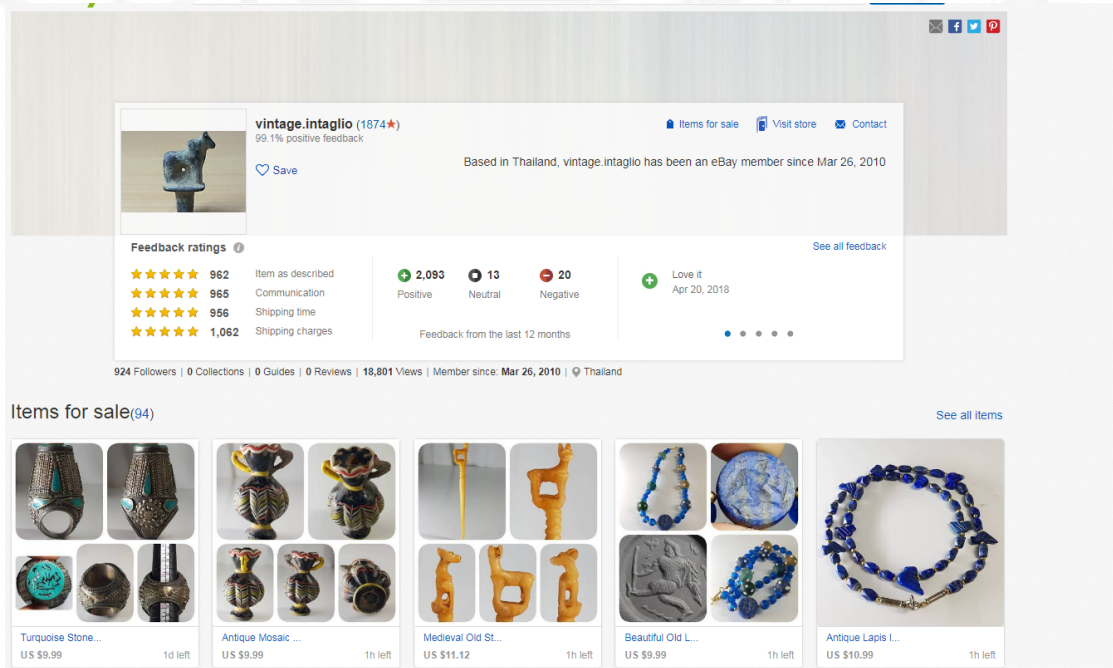 vintage.intaglio (1874★)
99.1% positive feedback
Save
Items for sale
Visit store
Contact
Based in Thailand, vintage.intaglio has been an eBay member since Mar 26, 2010
Feedback ratings
See all feedback
962 Item as described
965 Communication
956 Shipping time
1,062 Shipping charges
2,093 13 20
Positive Neutral Negative
Feedback from the last 12 months
Love it
Apr 20, 2018
924 Followers | 0 Collections | 0 Guides | 0 Reviews | 18,801 Views | Member since: Mar 26, 2010 | Thailand
Items for sale(94)
See all items
Turquoise Stone...
US $9.99 1d left
Antique Mosaic ...
US $9.99 1h left
Medieval Old St...
US $11.12 1h left
Beautiful Old L...
US $9.99 1h left
Antique Lapis l...
US $10.99 1h left